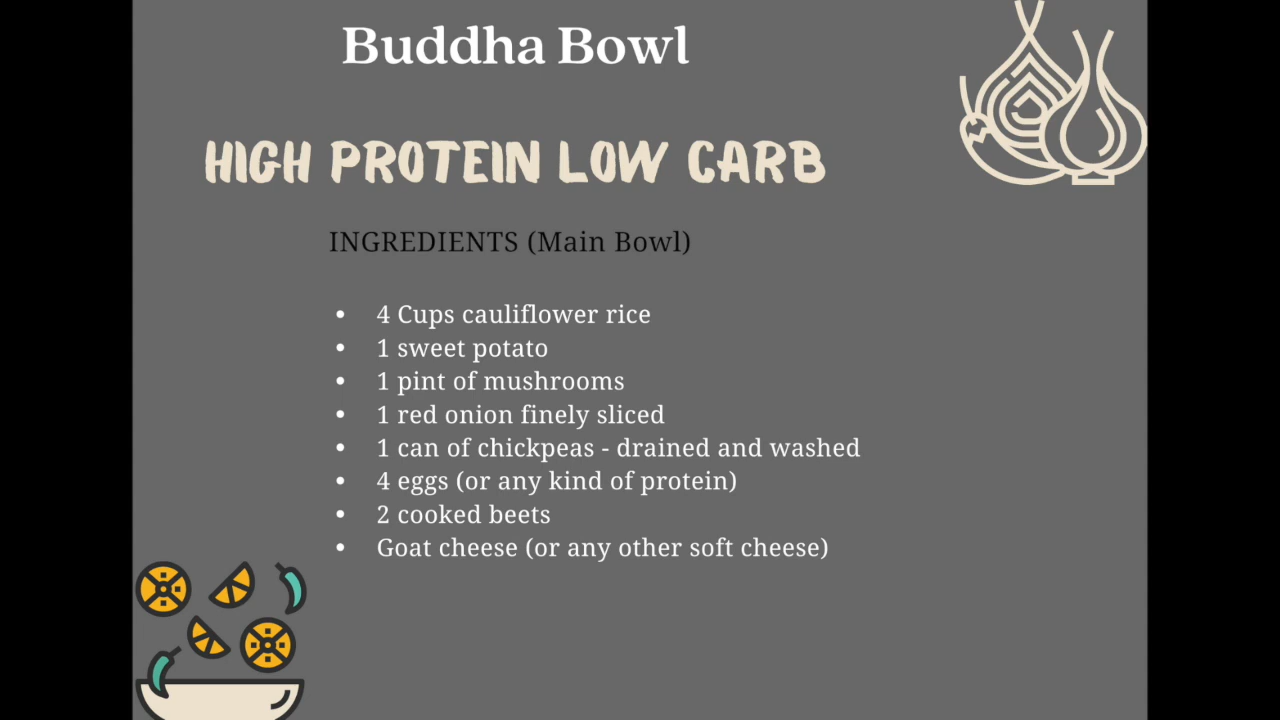 Buddha Bowl
HIGH PROTEIN LOW CARB
INGREDIENTS (Main Bowl)
• 4 Cups cauliflower rice
• 1 sweet potato
• 1 pint of mushrooms
• 1 red onion finely sliced
• 1 can of chickpeas - drained and washed
• 4 eggs (or any kind of protein)
• 2 cooked beets
• Goat cheese (or any other soft cheese)